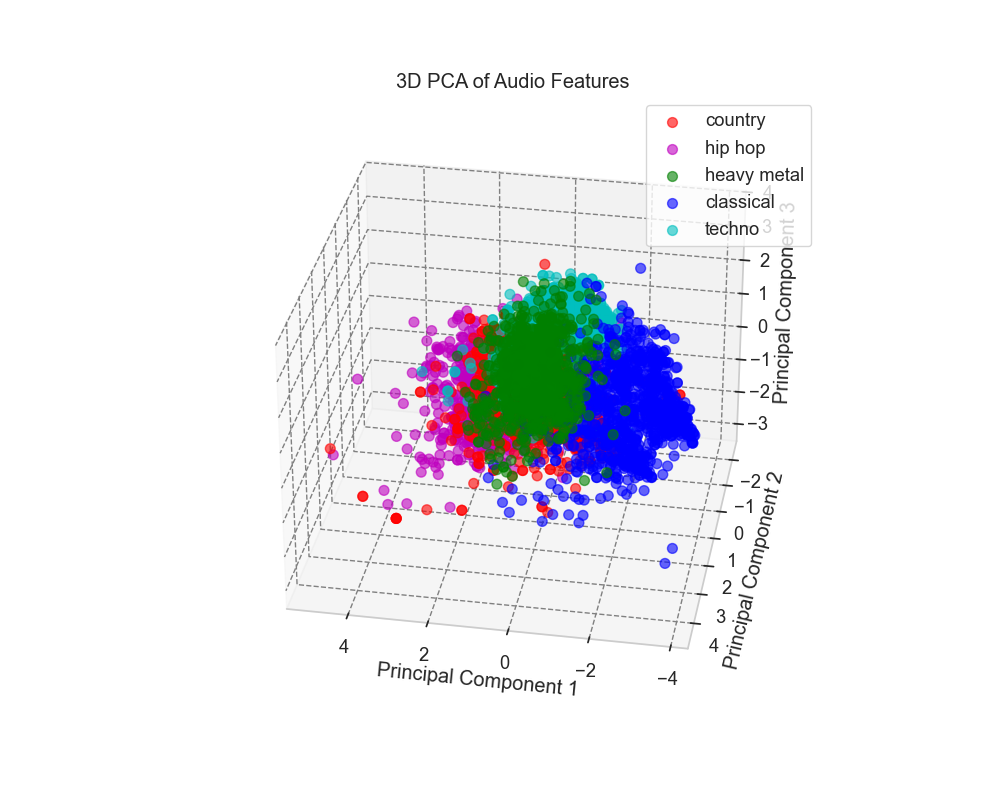 3D PCA of Audio Features
country
hip hop
heavy metal
classical
techno
4
3
2
1
0
−1
−2
−3
Principal Component 3
−2
−1
0
1
2
3
4
Principal Component 2
4
2
0
−2
−4
Principal Component 1